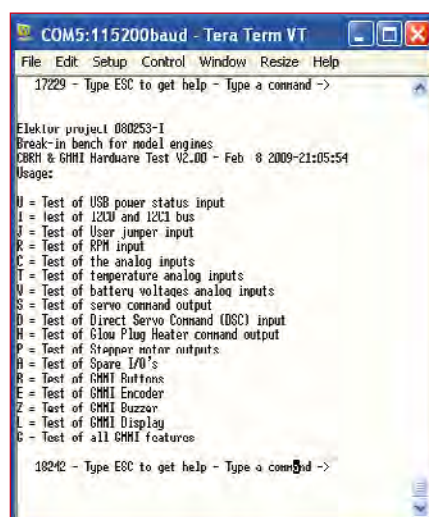 COM5:115200baud - Tera Term VT
File Edit Setup Control Window Resize Help
17229 - Type ESC to get help - Type a command ->
Elektor project 080253-I
Break-in bench for model engines
CBRM & GMMI Hardware Test V2.00 - Feb 8 2009-21:05:54
Usage:
U = Test of USB power status input
I = Test of I2C0 and I2C1 bus
J = Test of User jumper input
R = Test of RPM input
C = Test of the analog inputs
T = Test of temperature analog inputs
V = Test of battery voltages analog inputs
S = Test of servo command output
D = Test of Direct Servo Command (DSC) input
H = Test of Glow Plug Heater command output
P = Test of Stepper motor outputs
A = Test of Spare I/O's
B = Test of GMMI Buttons
E = Test of GMMI Encoder
Z = Test of GMMI Buzzer
L = Test of GMMI Display
G - Test of all GMMI features
18242 - Type ESC to get help - Type a command ->